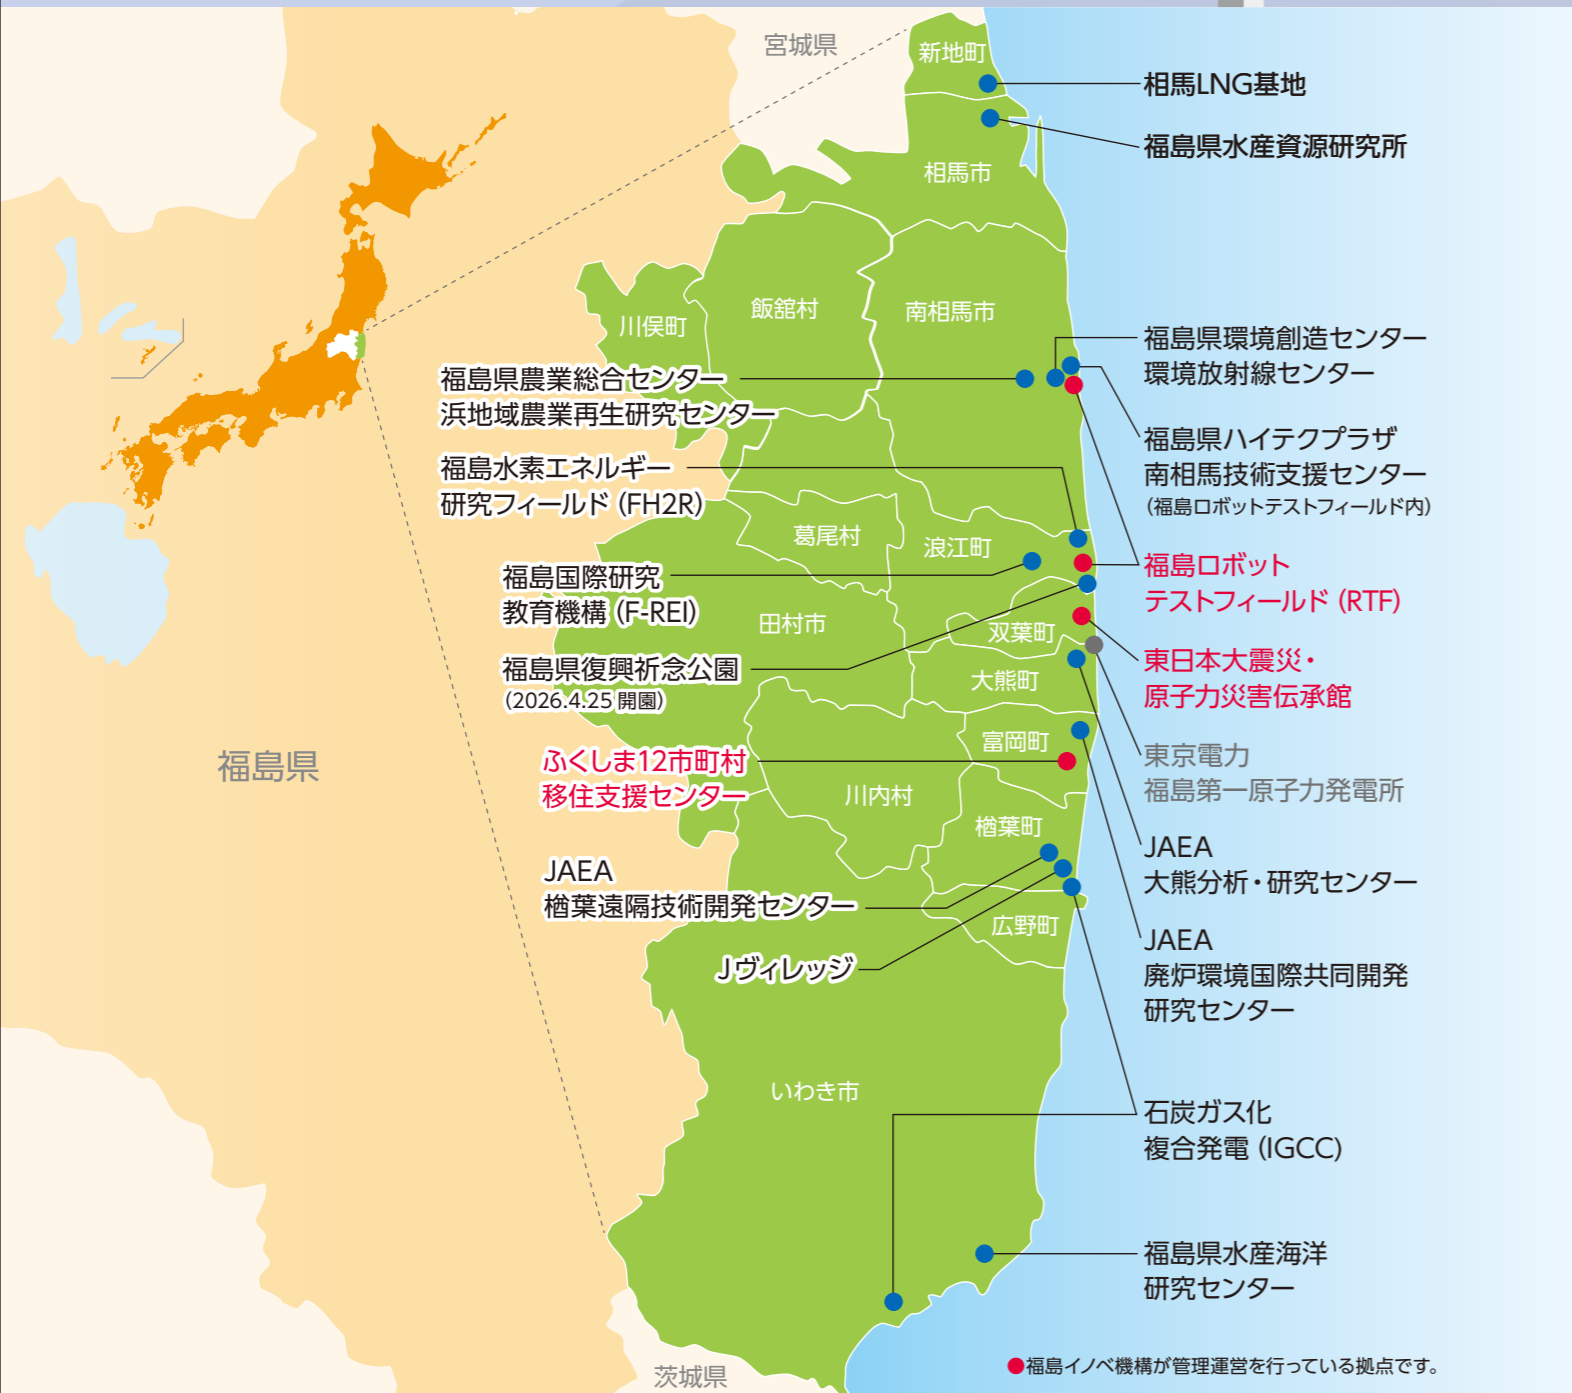 宮城県
新地町
相馬LNG基地
福島県水産資源研究所
相馬市
飯舘村
南相馬市
川俣町
福島県環境創造センター
環境放射線センター
福島県農業総合センター
浜地域農業再生研究センター
福島県ハイテクプラザ
南相馬技術支援センター
(福島ロボットテストフィールド内)
福島水素エネルギー
研究フィールド (FH2R)
葛尾村
浪江町
福島ロボット
テストフィールド (RTF)
福島国際研究
教育機構 (F-REI)
田村市
双葉町
福島県復興祈念公園
(2026.4.25 開園)
東日本大震災・
原子力災害伝承館
大熊町
富岡町
東京電力
福島第一原子力発電所
福島県
ふくしま12市町村
移住支援センター
川内村
楢葉町
JAEA
大熊分析・研究センター
JAEA
楢葉遠隔技術開発センター
広野町
JAEA
廃炉環境国際共同開発
研究センター
Jヴィレッジ
いわき市
石炭ガス化
複合発電 (IGCC)
福島県水産海洋
研究センター
茨城県
●福島イノベ機構が管理運営を行っている拠点です。